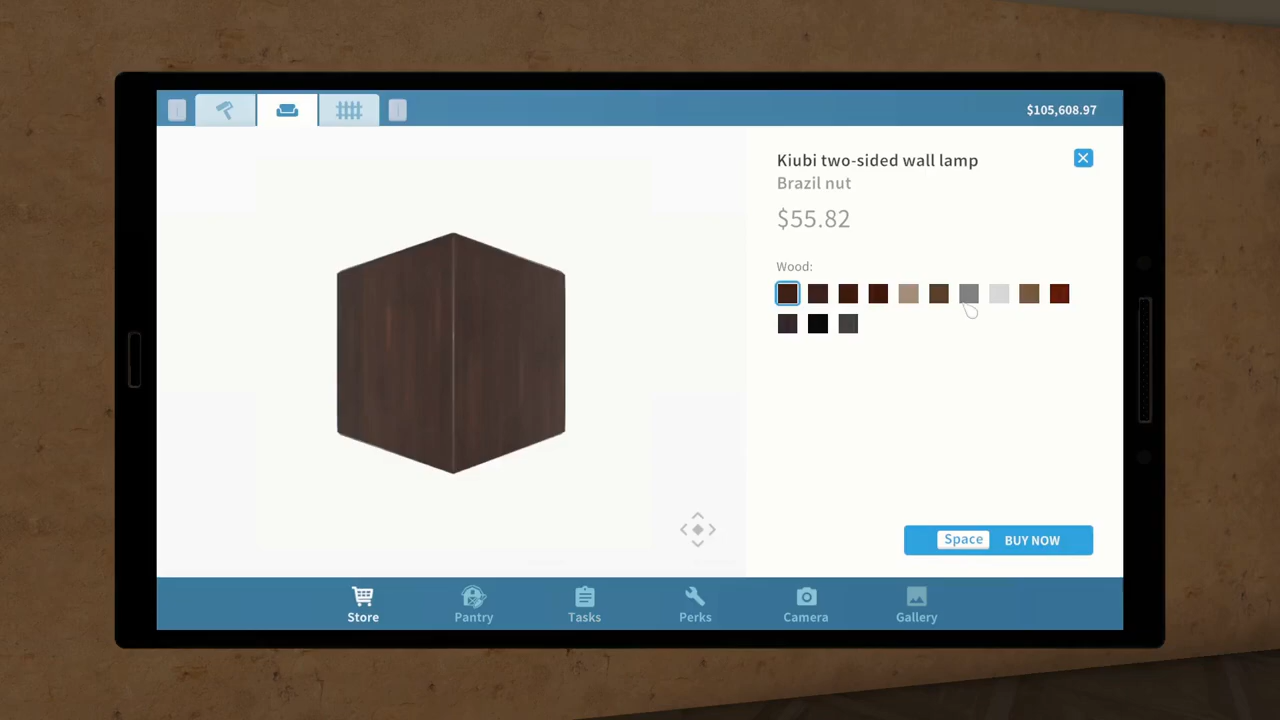 $105,608.97
Kiubi two-sided wall lamp
Brazil nut
$55.82
Wood:
Space BUY NOW
Store Pantry Tasks Perks Camera Gallery